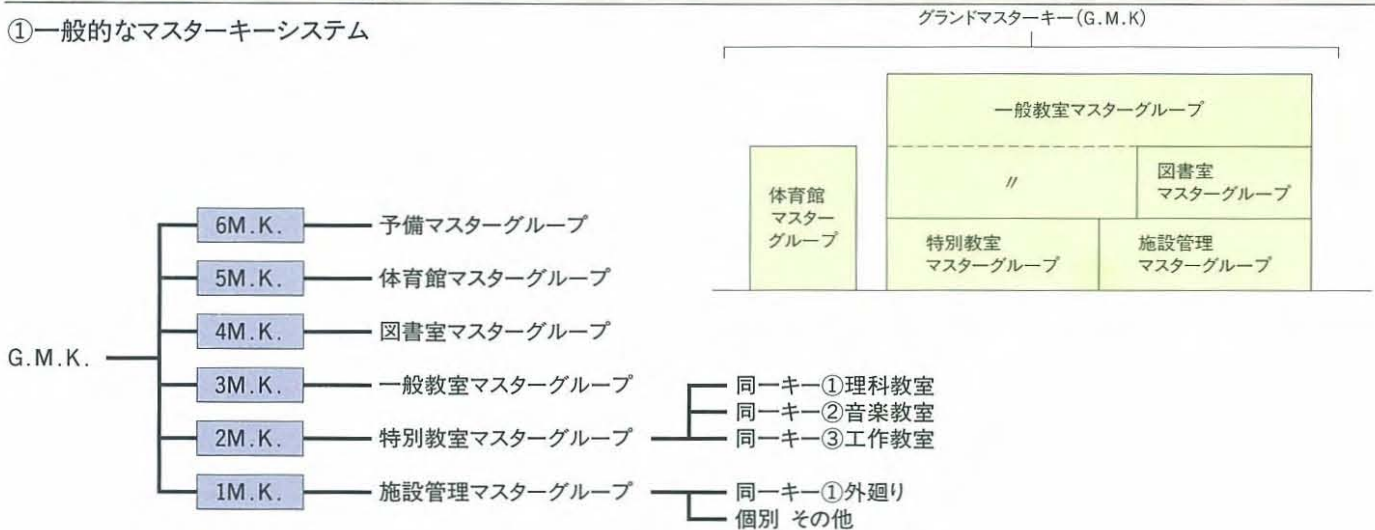 ①一般的なマスターキーシステム
グランドマスターキー(G.M.K)
一般教室マスターグループ
〃
図書室
マスターグループ
体育館
マスター
グループ
特別教室
マスターグループ
施設管理
マスターグループ
G.M.K.
6M.K.
予備マスターグループ
5M.K.
体育館マスターグループ
4M.K.
図書室マスターグループ
3M.K.
一般教室マスターグループ
2M.K.
特別教室マスターグループ
同一キー①理科教室
同一キー②音楽教室
同一キー③工作教室
1M.K.
施設管理マスターグループ
同一キー①外廻り
個別 その他